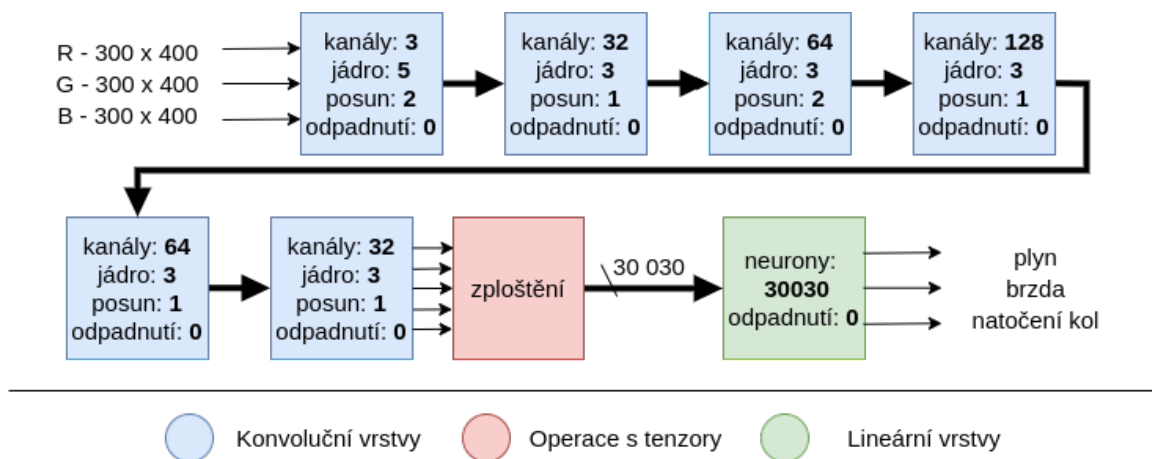 R - 300 x 400
G - 300 x 400
B - 300 x 400
kanály: 3
jádro: 5
posun: 2
odpadnutí: 0
kanály: 32
jádro: 3
posun: 1
odpadnutí: 0
kanály: 64
jádro: 3
posun: 2
odpadnutí: 0
kanály: 128
jádro: 3
posun: 1
odpadnutí: 0
kanály: 64
jádro: 3
posun: 1
odpadnutí: 0
kanály: 32
jádro: 3
posun: 1
odpadnutí: 0
zploštění
30 030
neurony:
30030
odpadnutí: 0
plyn
brzda
natočení kol
Konvoluční vrstvy
Operace s tenzory
Lineární vrstvy